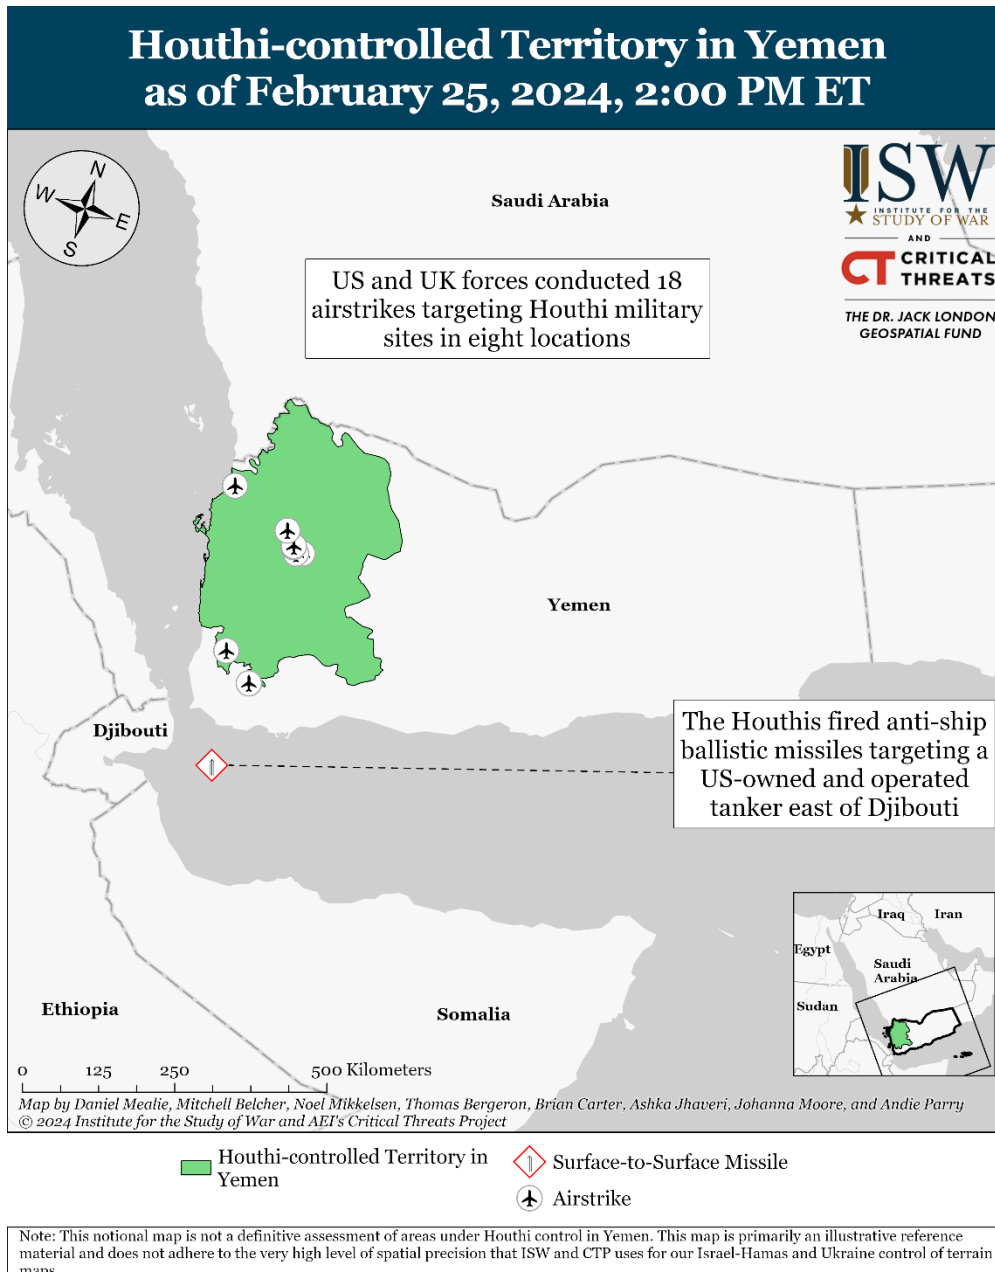 Houthi-controlled Territory in Yemen
as of February 25, 2024, 2:00 PM ET
N
W
E
S
Saudi Arabia
ISW
INSTITUTE FOR THE
STUDY OF WAR
AND
CT CRITICAL
THREATS
THE DR. JACK LONDON
GEOSPATIAL FUND
US and UK forces conducted 18
airstrikes targeting Houthi military
sites in eight locations
Yemen
Djibouti
The Houthis fired anti-ship
ballistic missiles targeting a
US-owned and operated
tanker east of Djibouti
Iraq
Iran
Egypt
Saudi
Arabia
Sudan
Ethiopia
Somalia
0 125 250 500 Kilometers
Map by Daniel Mealie, Mitchell Belcher, Noel Mikkelsen, Thomas Bergeron, Brian Carter, Ashka Jhaveri, Johanna Moore, and Andie Parry
© 2024 Institute for the Study of War and AEI's Critical Threats Project
Houthi-controlled Territory in
Yemen
Surface-to-Surface Missile
Airstrike
Note: This notional map is not a definitive assessment of areas under Houthi control in Yemen. This map is primarily an illustrative reference
material and does not adhere to the very high level of spatial precision that ISW and CTP uses for our Israel-Hamas and Ukraine control of terrain
maps.